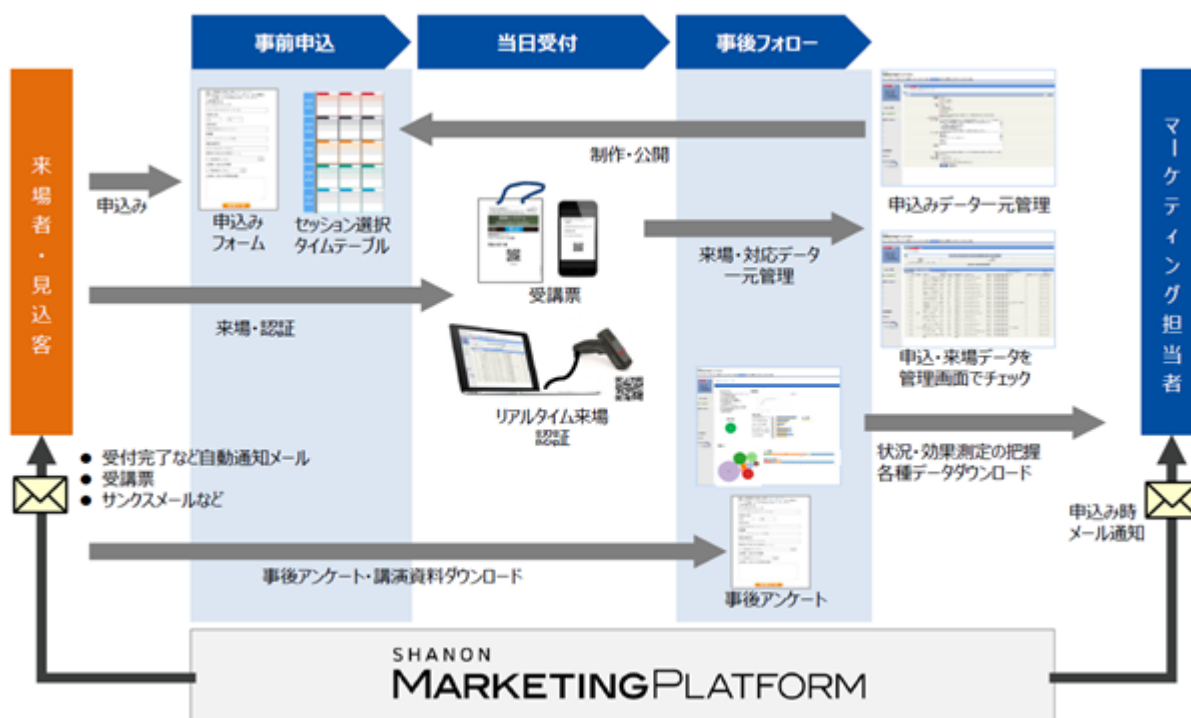 事前申込
当日受付
事後フォロー
来場者・見込客
マーケティング担当者
制作・公開
申込み
申込み
フォーム
セッション選択
タイムテーブル
申込みデータ一元管理
受講票
来場・対応データ
一元管理
来場・認証
申込・来場データを
管理画面でチェック
リアルタイム来場
認証
状況・効果測定の把握
各種データダウンロード
● 受付完了など自動通知メール
● 受講票
● サンクスメールなど
申込み時
メール通知
事後アンケート・講演資料ダウンロード
事後アンケート
SHANON
MARKETING PLATFORM